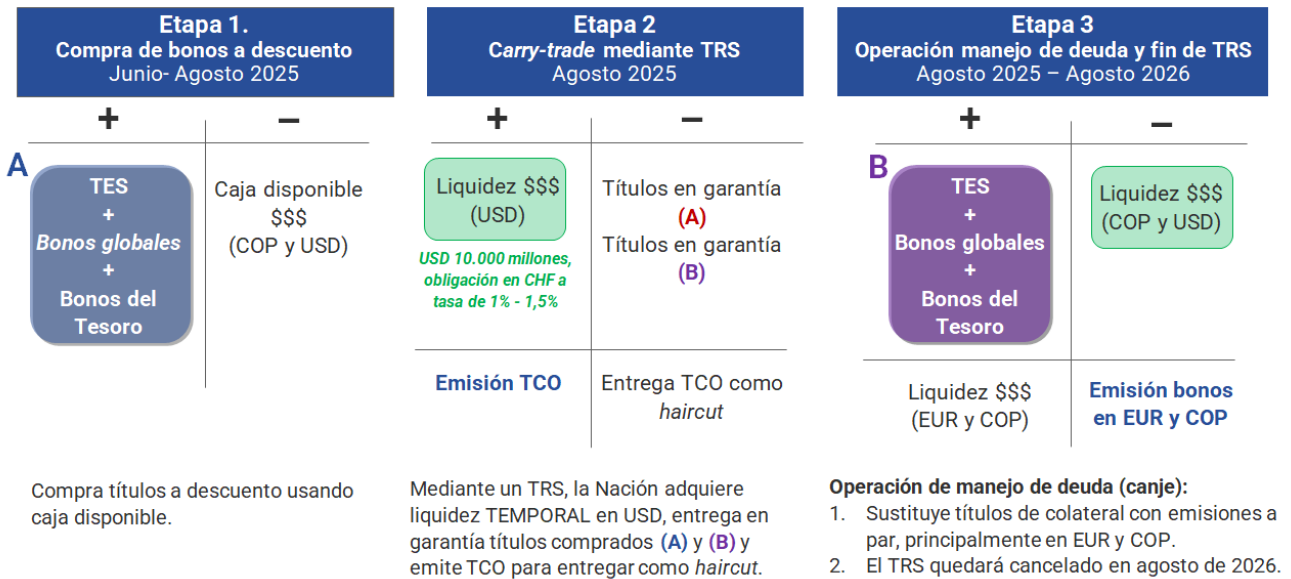 Etapa 1.
Compra de bonos a descuento
Junio- Agosto 2025
+
–
A
TES
+
Bonos globales
+
Bonos del
Tesoro
Caja disponible
$$$
(COP y USD)
Compra títulos a descuento usando
caja disponible.
Etapa 2
Carry-trade mediante TRS
Agosto 2025
+
–
Liquidez $$$
(USD)
USD 10.000 millones,
obligación en CHF a
tasa de 1% - 1,5%
Títulos en garantía
(A)
Títulos en garantía
(B)
Emisión TCO
Entrega TCO como
haircut
Mediante un TRS, la Nación adquiere
liquidez TEMPORAL en USD, entrega en
garantía títulos comprados (A) y (B) y
emite TCO para entregar como haircut.
Etapa 3
Operación manejo de deuda y fin de TRS
Agosto 2025 – Agosto 2026
+
–
B
TES
+
Bonos globales
+
Bonos del
Tesoro
Liquidez $$$
(COP y USD)
Liquidez $$$
(EUR y COP)
Emisión bonos
en EUR y COP
Operación de manejo de deuda (canje):
1. Sustituye títulos de colateral con emisiones a
par, principalmente en EUR y COP.
2. El TRS quedará cancelado en agosto de 2026.